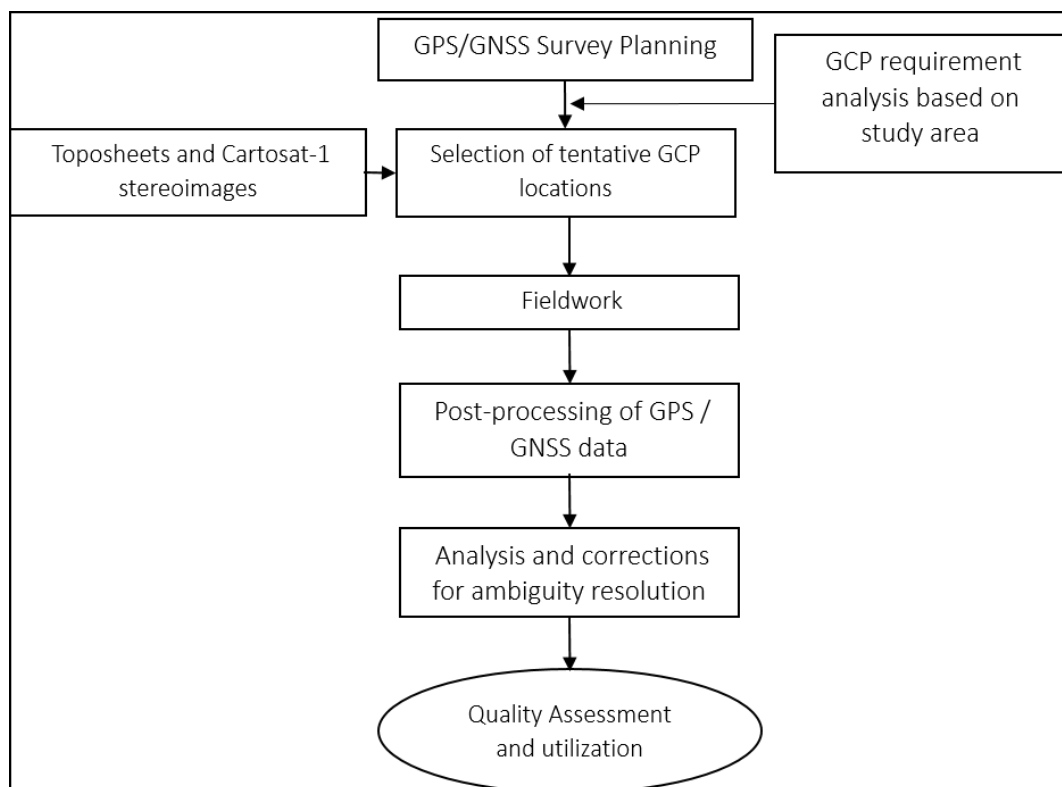 GPS/GNSS Survey Planning
GCP requirement
analysis based on
study area
Toposheets and Cartosat-1
stereoimages
Selection of tentative GCP
locations
Fieldwork
Post-processing of GPS /
GNSS data
Analysis and corrections
for ambiguity resolution
Quality Assessment
and utilization